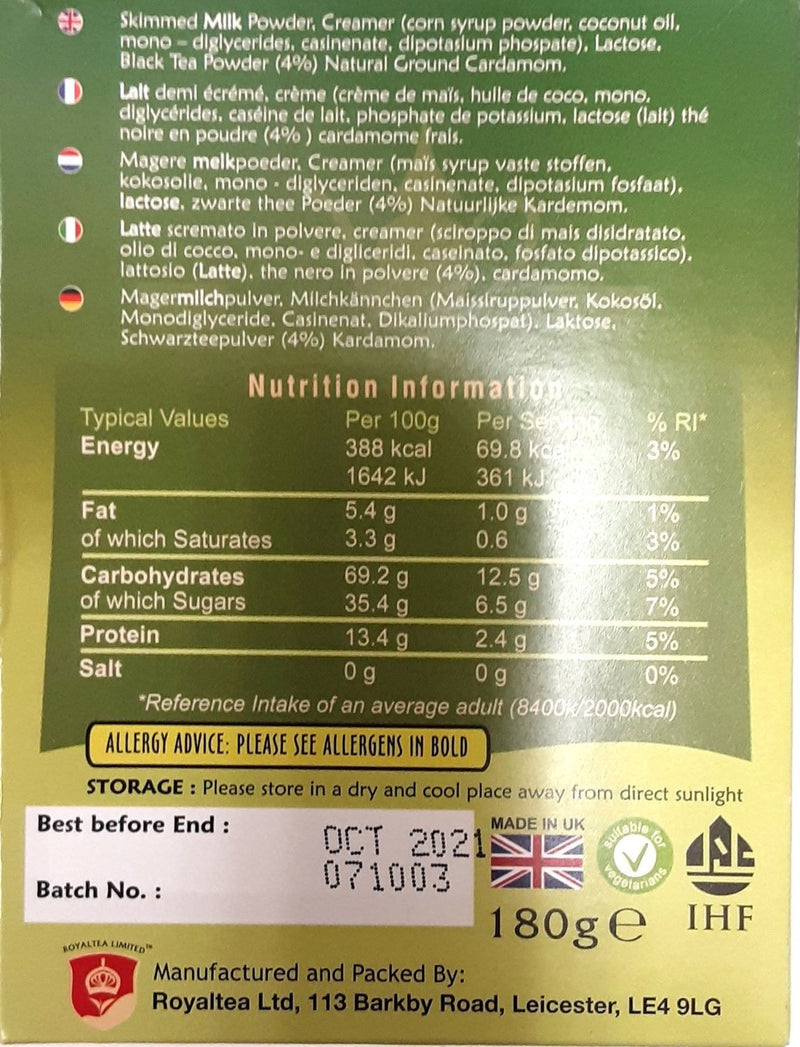 Skimmed Milk Powder, Creamer (corn syrup powder, coconut oil,
mono – diglycerides, casinenate, dipotasium phospate), Lactose,
Black Tea Powder (4%) Natural Ground Cardamom,
Lait demi écrémé, crème (crème de maïs, huile de coco, mono,
diglycérides, caséine de lait, phosphate de potassium, lactose (lait) thé
noire en poudre (4% ) cardamome frais.
Magere melkpoeder, Creamer (maïs syrup vaste stoffen,
kokosolie, mono - diglyceriden, casinenate, dipotasium fosfaat),
lactose, zwarte thee Poeder (4%) Natuurlijke Kardemom.
Latte scremato in polvere, creamer (sciroppo di mais disidratato,
olio di cocco, mono- e digliceridi, caseinato, fosfato dipotassico),
lattosio (Latte), the nero in polvere (4%), cardamomo.
Magermilchpulver, Milchkännchen (Maissiruppulver, Kokosöl,
Monodiglyceride, Casinenat, Dikaliumphospat), Laktose,
Schwarzteepulver (4%) Kardamom.
Nutrition Information
Typical Values Per 100g Per % RI*
Energy 388 kcal 69.8 3%
1642 kJ 361 kJ
Fat 5.4 g 1.0 g 1%
of which Saturates 3.3 g 0.6 3%
Carbohydrates 69.2 g 12.5 g 5%
of which Sugars 35.4 g 6.5 g 7%
Protein 13.4 g 2.4 g 5%
Salt 0 g 0 g 0%
*Reference Intake of an average adult (8400k/2000kcal)
ALLERGY ADVICE: PLEASE SEE ALLERGENS IN BOLD
STORAGE : Please store in a dry and cool place away from direct sunlight
Best before End : OCT 2021
Batch No. : 071003
MADE IN UK
suitable for vegetarians
IHF
180g e
ROYALTEA LIMITED™
Manufactured and Packed By:
Royaltea Ltd, 113 Barkby Road, Leicester, LE4 9LG